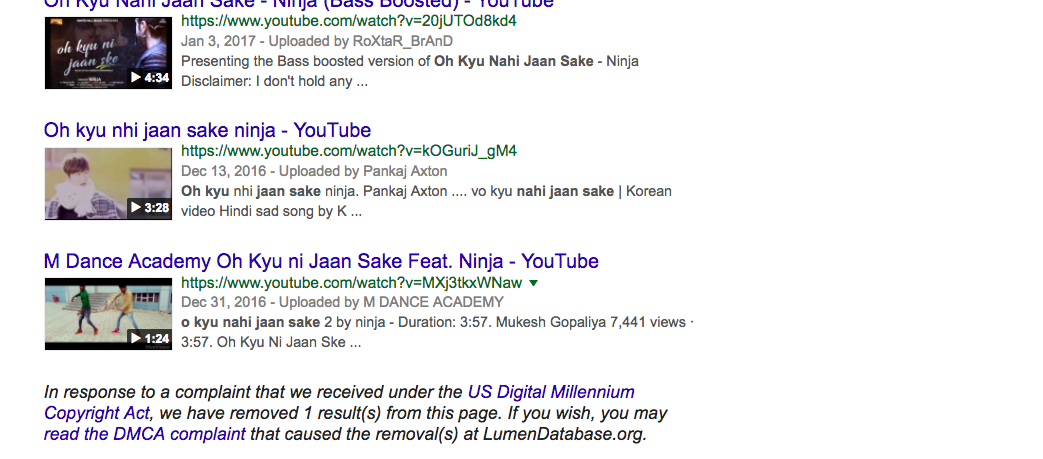 Oh Kyu Nahi Jaan Sake - Ninja (Bass Boosted) - YouTube
https://www.youtube.com/watch?v=20jUTOd8kd4
Jan 3, 2017 - Uploaded by RoXtaR_BrAnD
Presenting the Bass boosted version of Oh Kyu Nahi Jaan Sake - Ninja
Disclaimer: I don't hold any ...
oh kyu ni
jaan ske
4:34
Oh kyu nhi jaan sake ninja - YouTube
https://www.youtube.com/watch?v=kOGuriJ_gM4
Dec 13, 2016 - Uploaded by Pankaj Axton
Oh kyu nhi jaan sake ninja. Pankaj Axton .... vo kyu nahi jaan sake | Korean
video Hindi sad song by K ...
3:28
M Dance Academy Oh Kyu ni Jaan Sake Feat. Ninja - YouTube
https://www.youtube.com/watch?v=MXj3tkxWNaw
Dec 31, 2016 - Uploaded by M DANCE ACADEMY
o kyu nahi jaan sake 2 by ninja - Duration: 3:57. Mukesh Gopaliya 7,441 views ·
3:57. Oh Kyu Ni Jaan Ske ...
1:24
In response to a complaint that we received under the US Digital Millennium
Copyright Act, we have removed 1 result(s) from this page. If you wish, you may
read the DMCA complaint that caused the removal(s) at LumenDatabase.org.